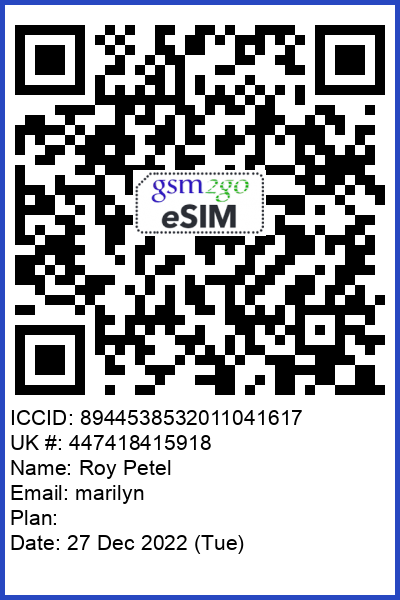 gsm2go
eSIM
ICCID: 8944538532011041617
UK #: 447418415918
Name: Roy Petel
Email: marilyn
Plan:
Date: 27 Dec 2022 (Tue)